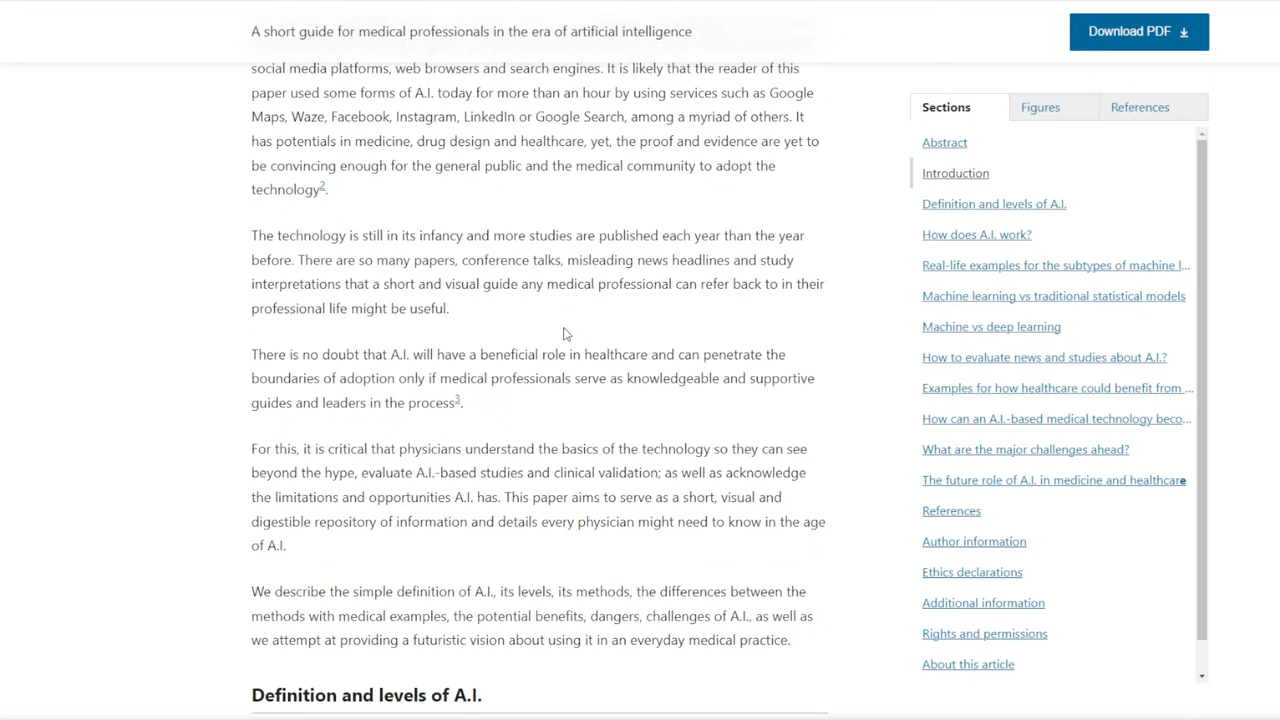 A short guide for medical professionals in the era of artificial intelligence
Download PDF
social media platforms, web browsers and search engines. It is likely that the reader of this
paper used some forms of A.I. today for more than an hour by using services such as Google
Maps, Waze, Facebook, Instagram, LinkedIn or Google Search, among a myriad of others. It
has potentials in medicine, drug design and healthcare, yet, the proof and evidence are yet to
be convincing enough for the general public and the medical community to adopt the
technology2.
The technology is still in its infancy and more studies are published each year than the year
before. There are so many papers, conference talks, misleading news headlines and study
interpretations that a short and visual guide any medical professional can refer back to in their
professional life might be useful.
There is no doubt that A.I. will have a beneficial role in healthcare and can penetrate the
boundaries of adoption only if medical professionals serve as knowledgeable and supportive
guides and leaders in the process3.
For this, it is critical that physicians understand the basics of the technology so they can see
beyond the hype, evaluate A.I.-based studies and clinical validation; as well as acknowledge
the limitations and opportunities A.I. has. This paper aims to serve as a short, visual and
digestible repository of information and details every physician might need to know in the age
of A.I.
We describe the simple definition of A.I., its levels, its methods, the differences between the
methods with medical examples, the potential benefits, dangers, challenges of A.I., as well as
we attempt at providing a futuristic vision about using it in an everyday medical practice.
Definition and levels of A.I.
Sections
Figures
References
Abstract
Introduction
Definition and levels of A.I.
How does A.I. work?
Real-life examples for the subtypes of machine l...
Machine learning vs traditional statistical models
Machine vs deep learning
How to evaluate news and studies about A.I.?
Examples for how healthcare could benefit from ...
How can an A.I.-based medical technology beco...
What are the major challenges ahead?
The future role of A.I. in medicine and healthcare
References
Author information
Ethics declarations
Additional information
Rights and permissions
About this article